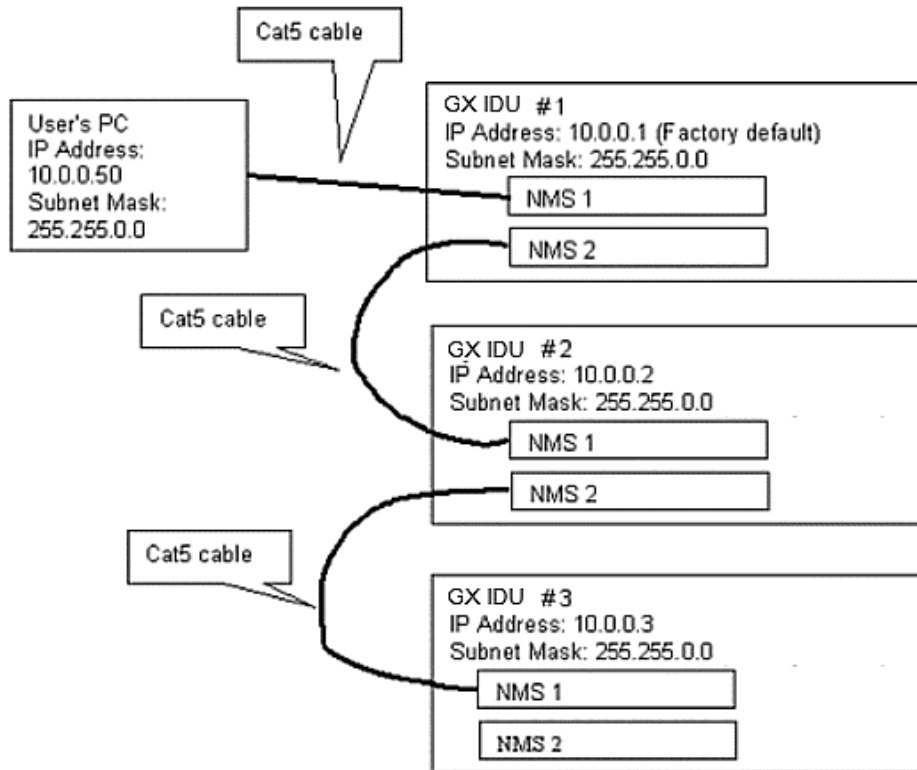 Cat5 cable
User's PC
IP Address:
10.0.0.50
Subnet Mask:
255.255.0.0
GX IDU #1
IP Address: 10.0.0.1 (Factory default)
Subnet Mask: 255.255.0.0
NMS 1
NMS 2
Cat5 cable
GX IDU #2
IP Address: 10.0.0.2
Subnet Mask: 255.255.0.0
NMS 1
NMS 2
Cat5 cable
GX IDU #3
IP Address: 10.0.0.3
Subnet Mask: 255.255.0.0
NMS 1
NMS 2